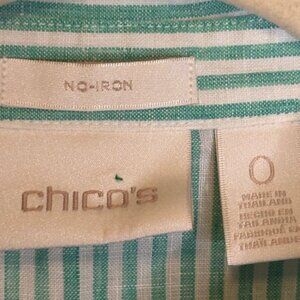 NO-IRON
chico's
0
MADE IN
THAILAND
HECHO EN
TAILANDIA
FABRIQUÉ EN
THAÏLANDE